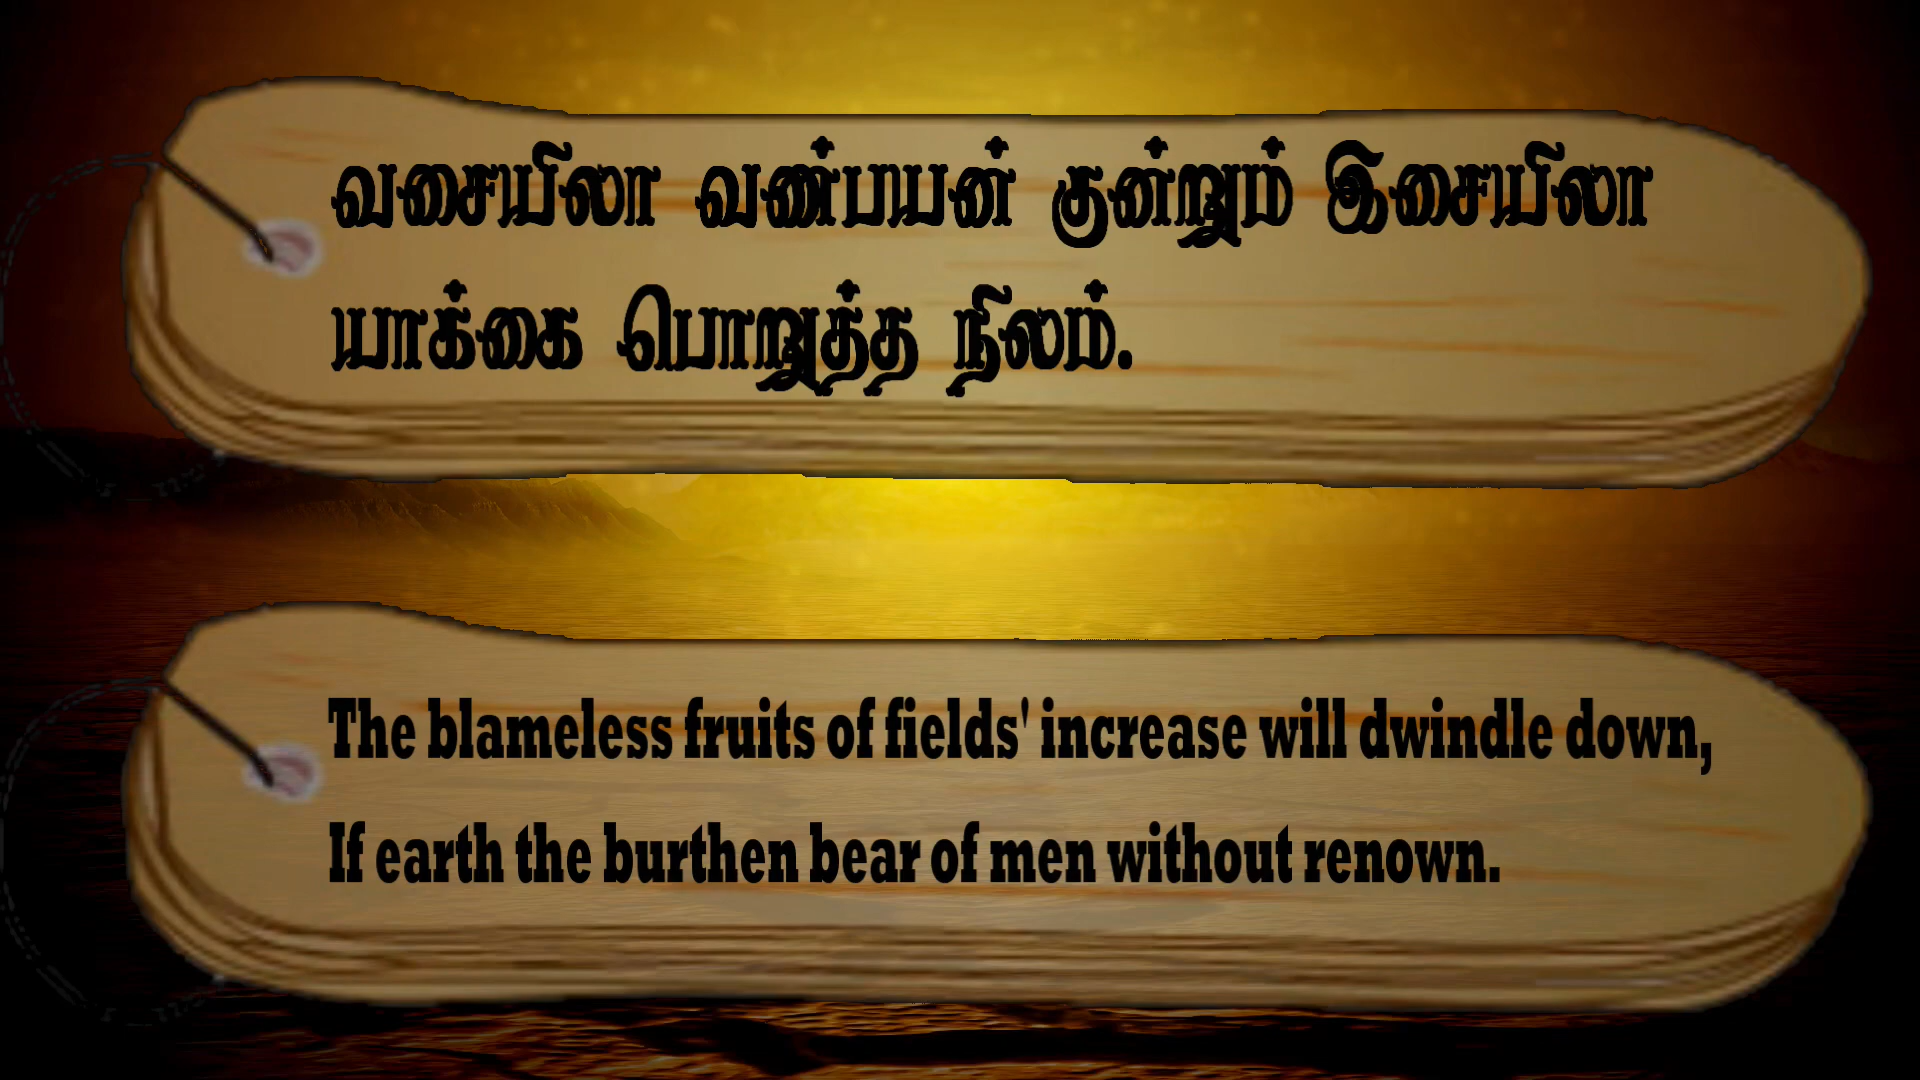 வசையிலா வண்பயன் குன்றும் இசையிலா
யாக்கை பொறுத்த நிலம்.
The blameless fruits of fields' increase will dwindle down,
If earth the burthen bear of men without renown.